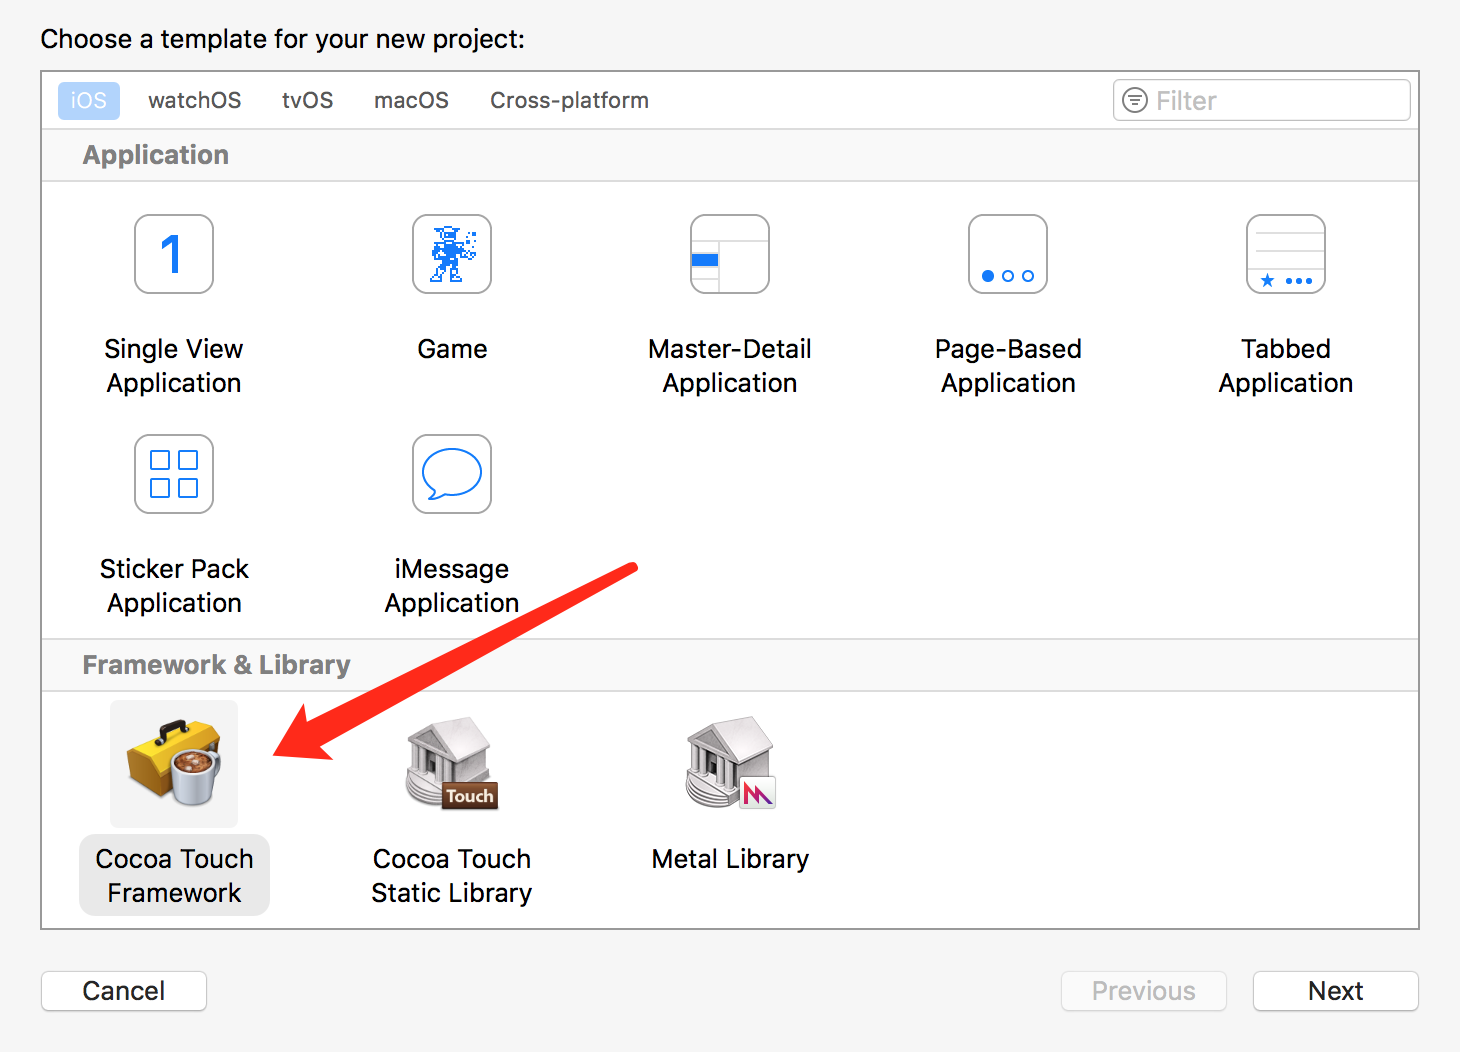 Choose a template for your new project:
iOS watchOS tvOS macOS Cross-platform Filter
Application
1
Single View Application
Game
Master-Detail Application
Page-Based Application
Tabbed Application
Sticker Pack Application
iMessage Application
Framework & Library
Touch
Cocoa Touch Framework
Cocoa Touch Static Library
Metal Library
Cancel Previous Next